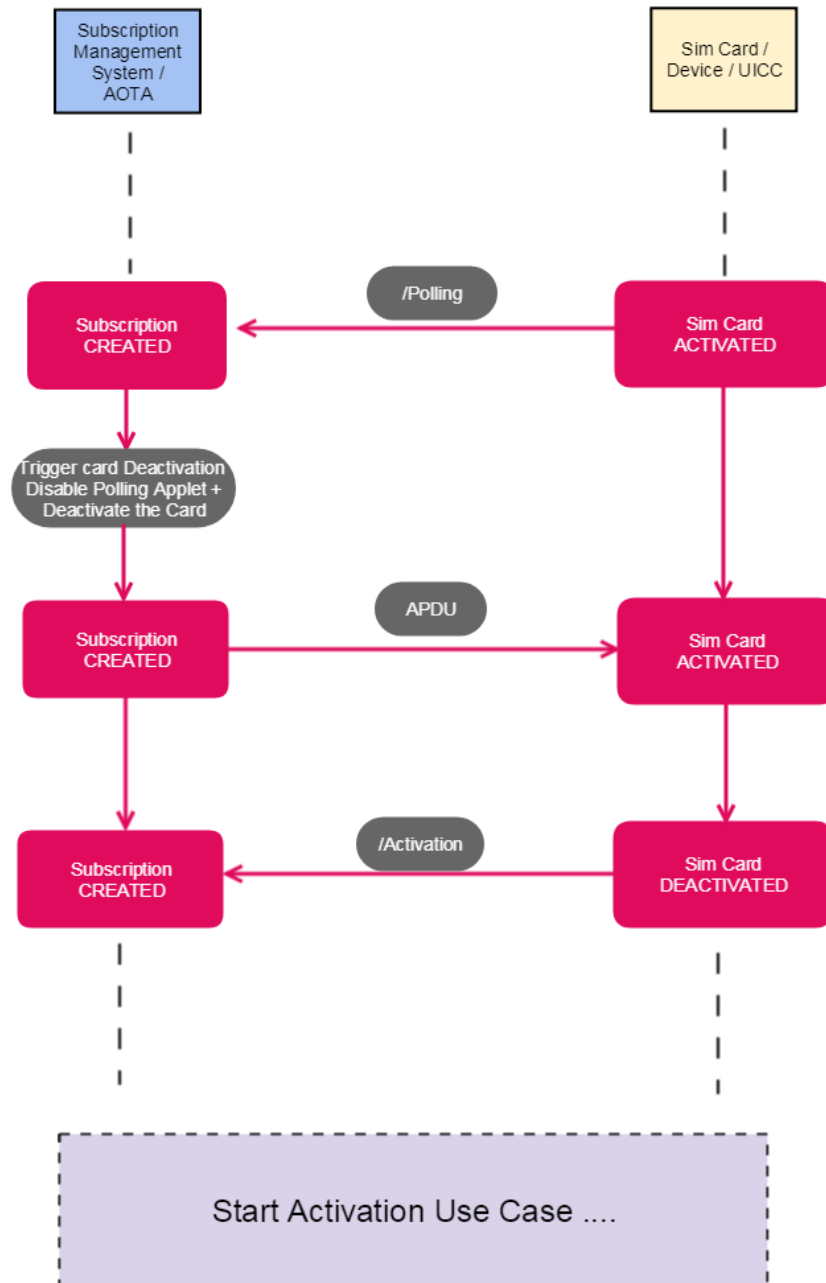 Subscription
Management
System /
AOTA
Sim Card /
Device / UICC
/Polling
Subscription
CREATED
Sim Card
ACTIVATED
Trigger card Deactivation
Disable Polling Applet +
Deactivate the Card
APDU
Subscription
CREATED
Sim Card
ACTIVATED
/Activation
Subscription
CREATED
Sim Card
DEACTIVATED
Start Activation Use Case ....